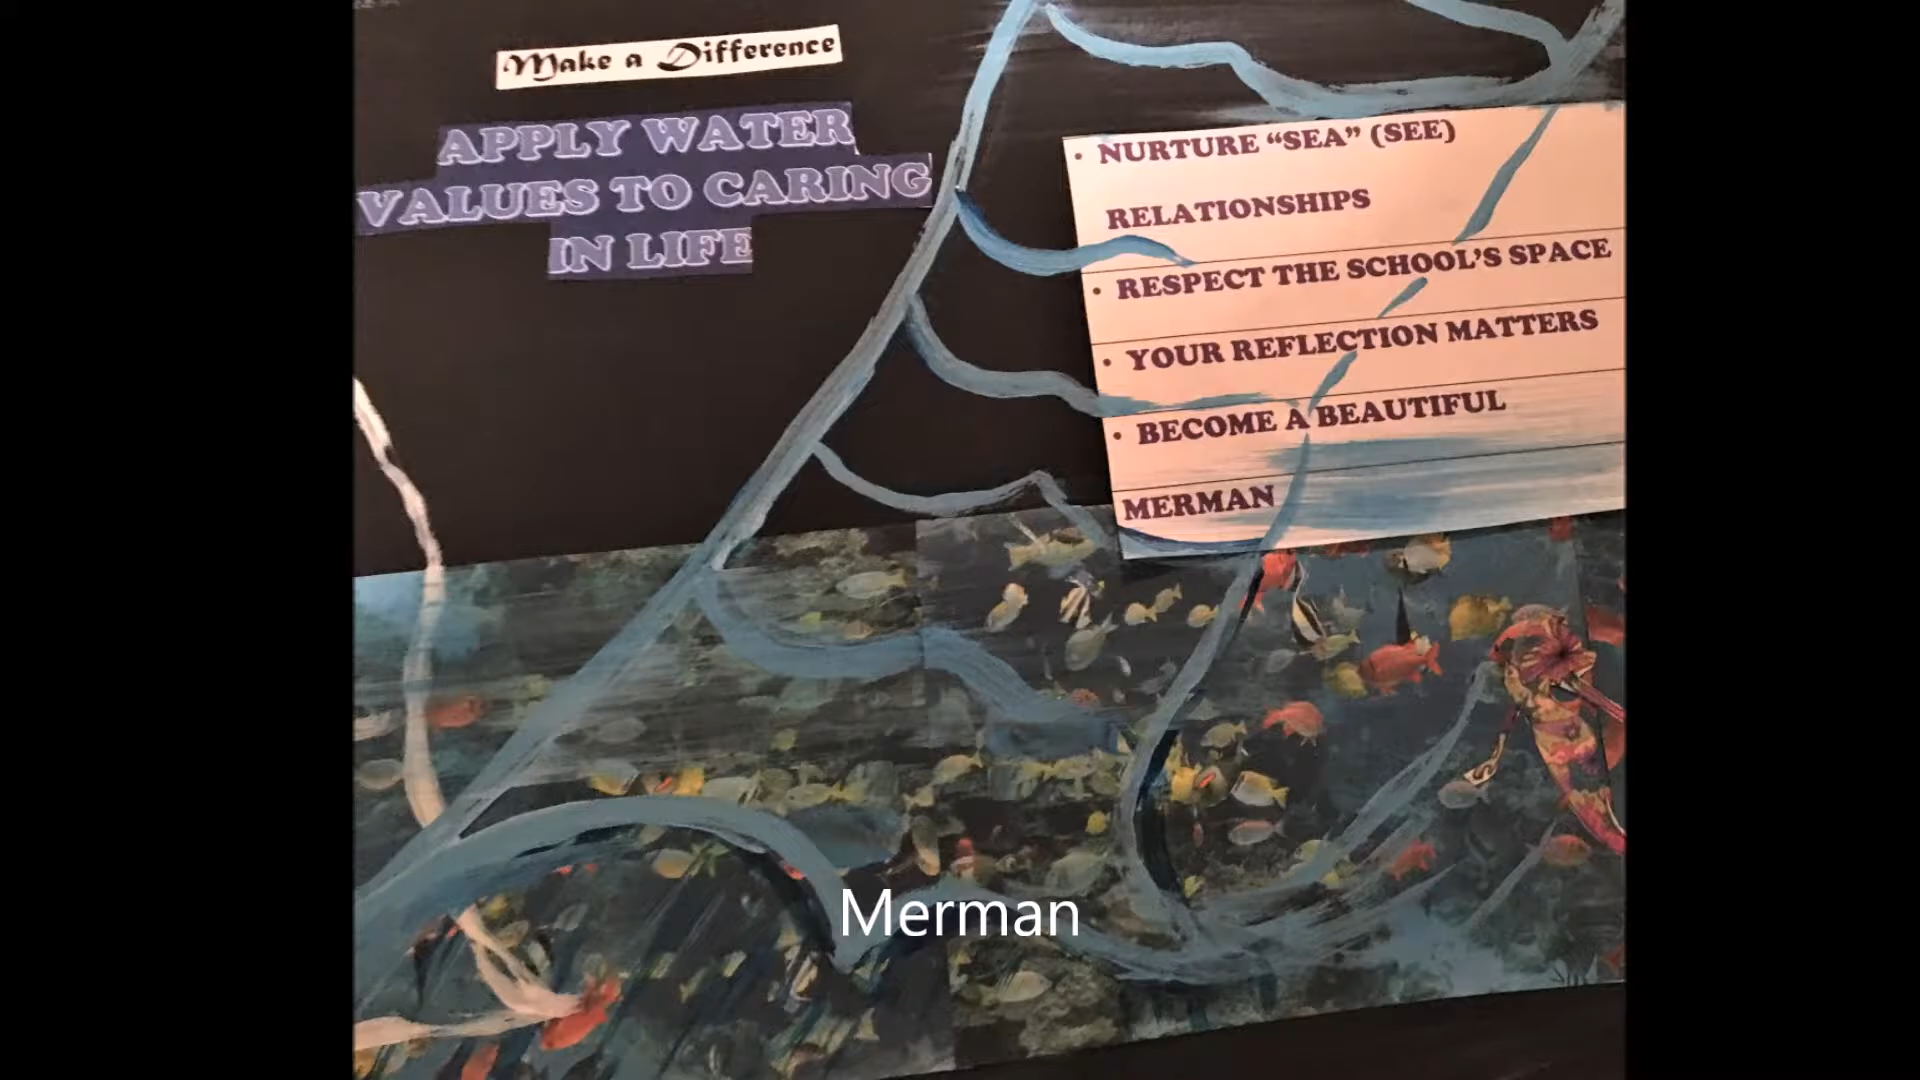 Make a Difference
APPLY WATER
VALUES TO CARING
IN LIFE
• NURTURE “SEA” (SEE)
RELATIONSHIPS
• RESPECT THE SCHOOL’S SPACE
• YOUR REFLECTION MATTERS
• BECOME A BEAUTIFUL
MERMAN
Merman